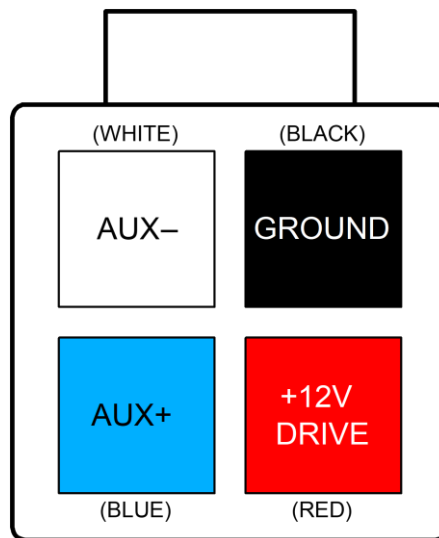 (WHITE) (BLACK)
AUX– GROUND
AUX+ +12V
DRIVE
(BLUE) (RED)